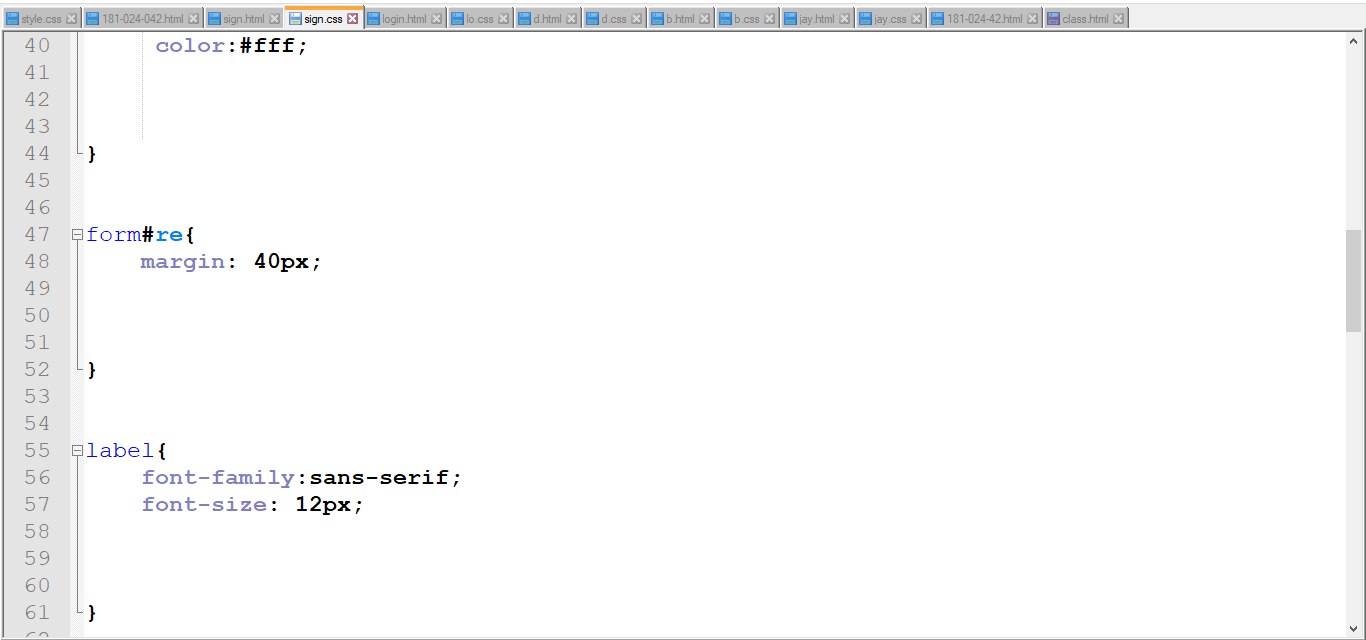 style.css 181-024-042.html sign.html sign.css login.html lo.css d.html d.css b.html b.css jay.html jay.css 181-024-42.html class.html
40 color:#fff;
41
42
43
44 }
45
46
47 form#re{
48 margin: 40px;
49
50
51
52 }
53
54
55 label{
56 font-family:sans-serif;
57 font-size: 12px;
58
59
60
61 }